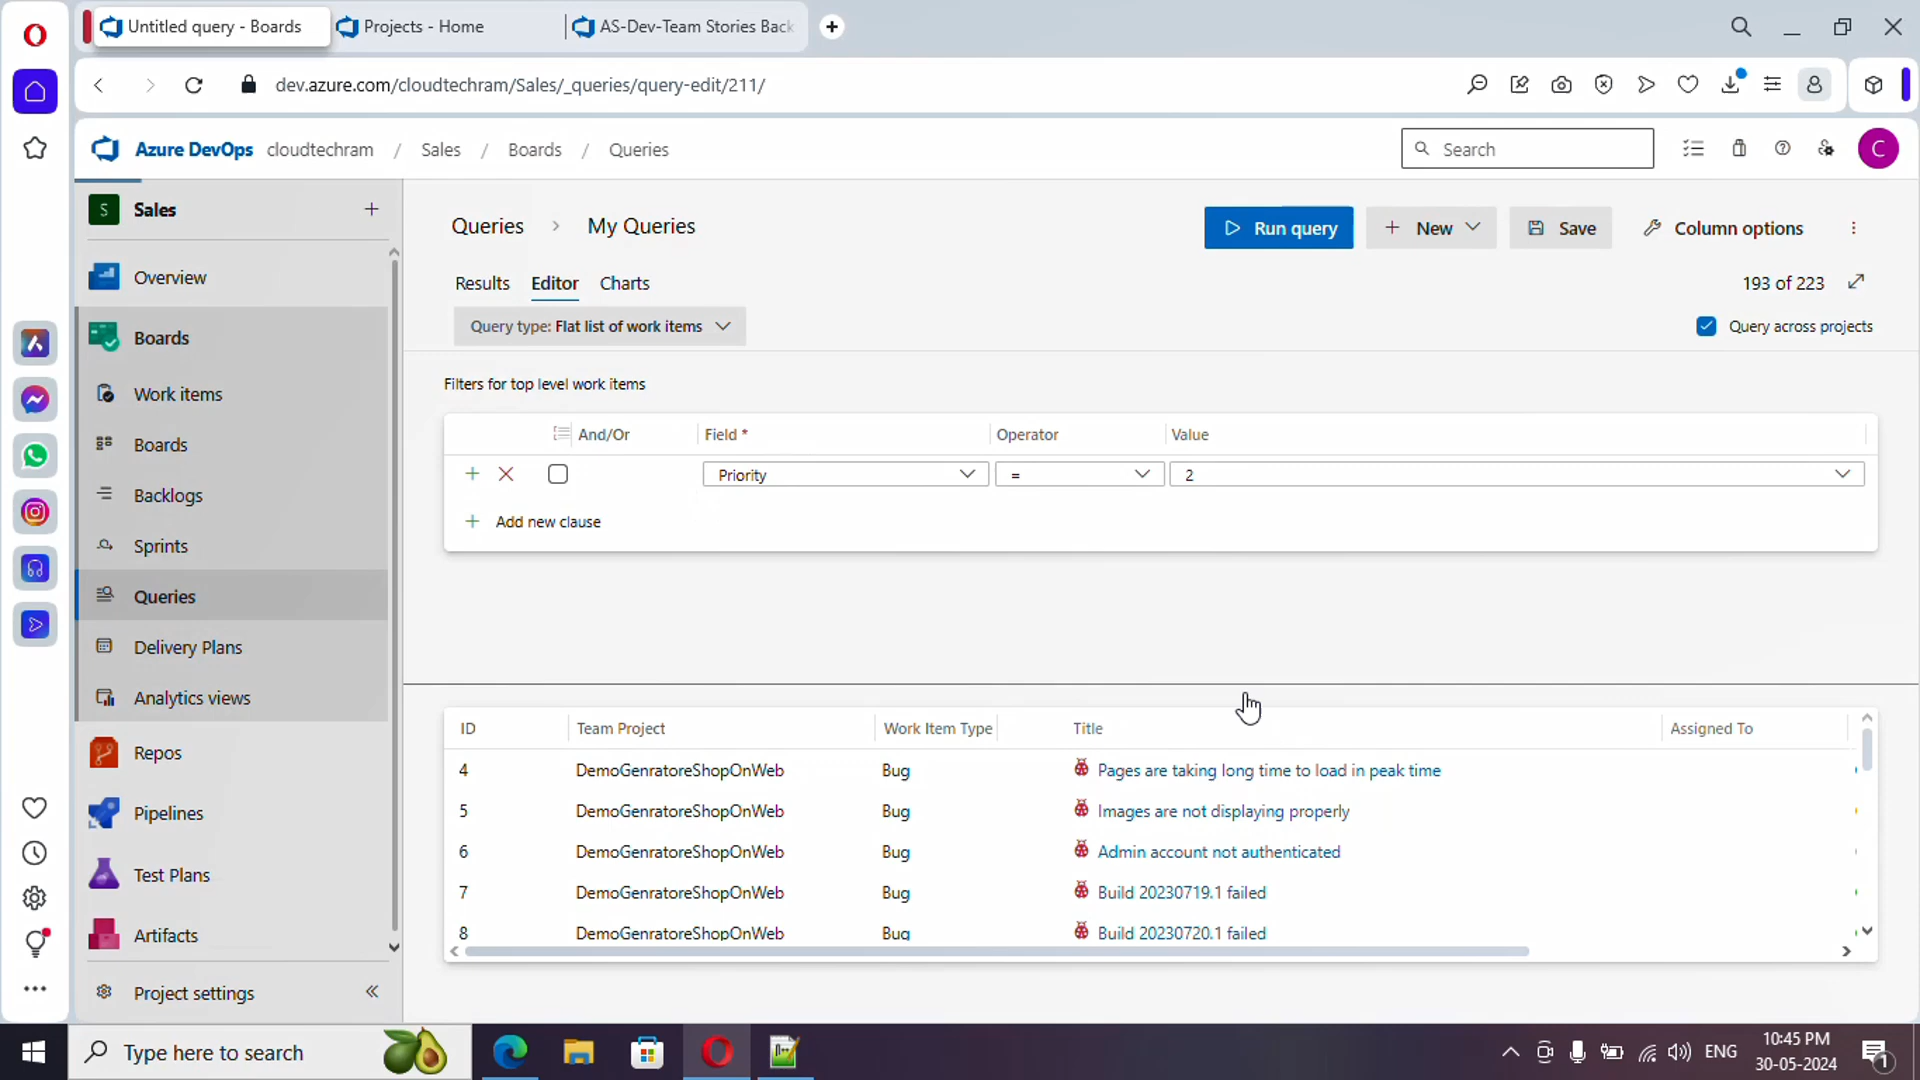 Untitled query - Boards
Projects - Home
AS-Dev-Team Stories Back
dev.azure.com/cloudtechram/Sales/_queries/query-edit/211/
Azure DevOps cloudtechram / Sales / Boards / Queries
Search
C
S Sales
Overview
Boards
Work items
Boards
Backlogs
Sprints
Queries
Delivery Plans
Analytics views
Repos
Pipelines
Test Plans
Artifacts
Project settings
Queries > My Queries
Run query
New
Save
Column options
Results Editor Charts
193 of 223
Query type: Flat list of work items
Query across projects
Filters for top level work items
And/Or Field * Operator Value
Priority = 2
+ Add new clause
ID Team Project Work Item Type Title Assigned To
4 DemoGenratoreShopOnWeb Bug Pages are taking long time to load in peak time
5 DemoGenratoreShopOnWeb Bug Images are not displaying properly
6 DemoGenratoreShopOnWeb Bug Admin account not authenticated
7 DemoGenratoreShopOnWeb Bug Build 20230719.1 failed
8 DemoGenratoreShopOnWeb Bug Build 20230720.1 failed
Type here to search
ENG
10:45 PM
30-05-2024
1